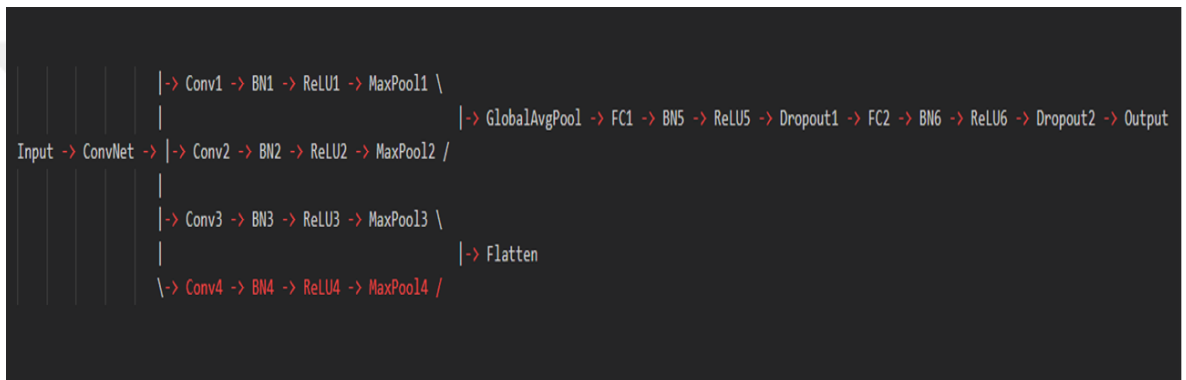 |-> Conv1 -> BN1 -> ReLU1 -> MaxPool1 \
| |-> GlobalAvgPool -> FC1 -> BN5 -> ReLU5 -> Dropout1 -> FC2 -> BN6 -> ReLU6 -> Dropout2 -> Output
Input -> ConvNet -> |-> Conv2 -> BN2 -> ReLU2 -> MaxPool2 /
|
|-> Conv3 -> BN3 -> ReLU3 -> MaxPool3 \
| |-> Flatten
\-> Conv4 -> BN4 -> ReLU4 -> MaxPool4 /